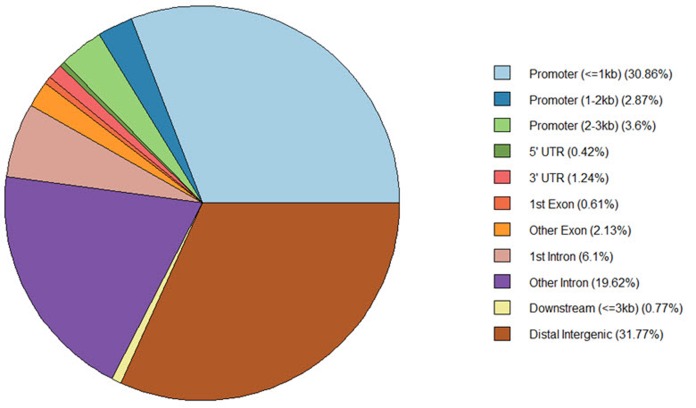 Promoter (<=1kb) (30.86%)
Promoter (1-2kb) (2.87%)
Promoter (2-3kb) (3.6%)
5' UTR (0.42%)
3' UTR (1.24%)
1st Exon (0.61%)
Other Exon (2.13%)
1st Intron (6.1%)
Other Intron (19.62%)
Downstream (<=3kb) (0.77%)
Distal Intergenic (31.77%)